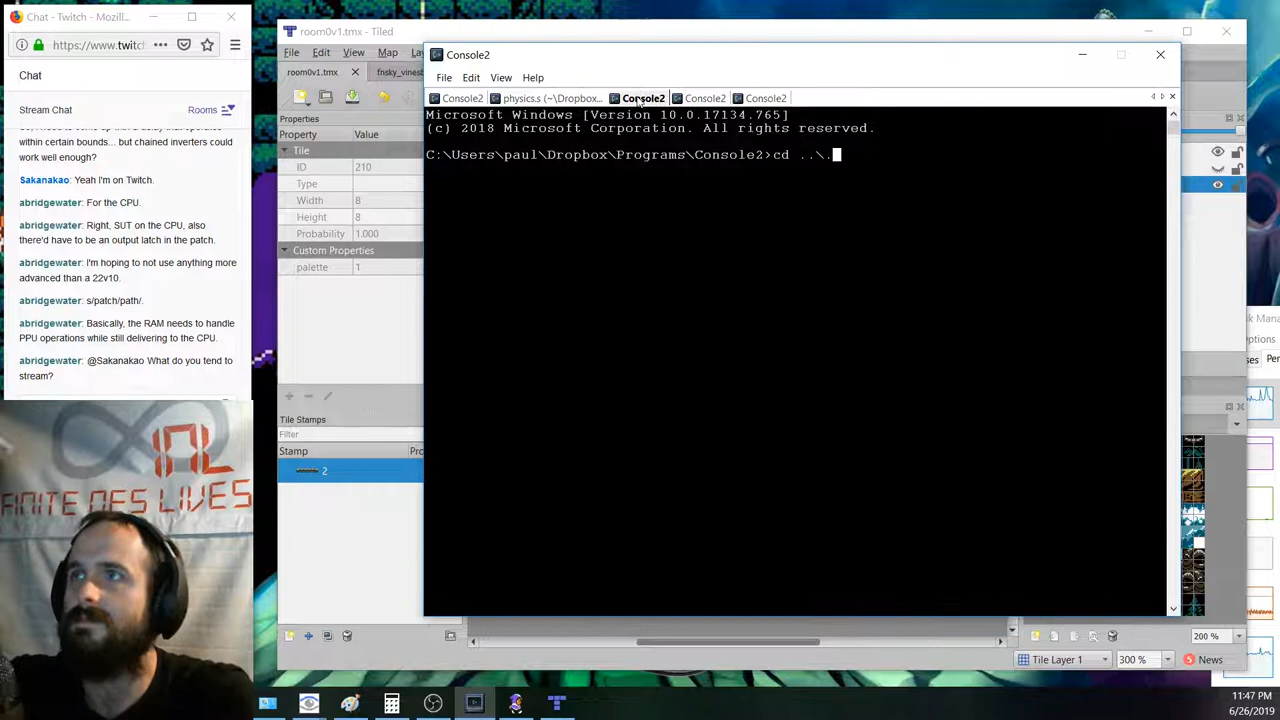 Chat - Twitch - Mozill...
https://www.twitc
Chat
Stream Chat
Rooms
within certain bounds... but chained inverters could
work well enough?
Sakanakao: Yeah I'm on Twitch.
abridgewater: For the CPU.
abridgewater: Right, SUT on the CPU, also
there'd have to be an output latch in the patch.
abridgewater: I'm hoping to not use anything more
advanced than a 22v10.
abridgewater: s/patch/path/.
abridgewater: Basically, the RAM needs to handle
PPU operations while still delivering to the CPU.
abridgewater: @Sakanakao What do you tend to
stream?
room0v1.tmx - Tiled
File Edit View Map
room0v1.tmx
Properties
Property Value
Tile
ID 210
Type
Width 8
Height 8
Probability 1.000
Custom Properties
palette 1
Tile Stamps
Filter
Stamp
2
Console2
File Edit View Help
Console2
physics.s (~\Dropbox...
Console2
Console2
Console2
Microsoft Windows [Version 10.0.17134.765]
(c) 2018 Microsoft Corporation. All rights reserved.
C:\Users\paul\Dropbox\Programs\Console2>cd ..\.
200 %
Tile Layer 1
300 %
News
DES LIVES
11:47 PM
6/26/2019